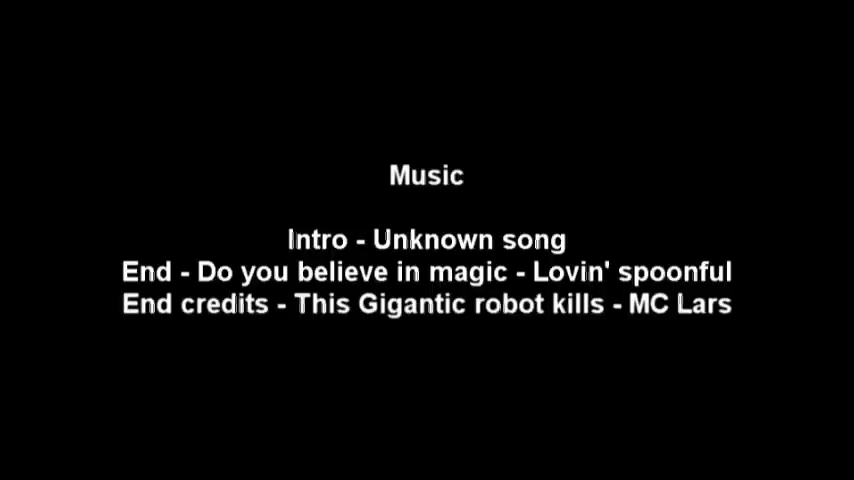 Music
Intro - Unknown song
End - Do you believe in magic - Lovin' spoonful
End credits - This Gigantic robot kills - MC Lars